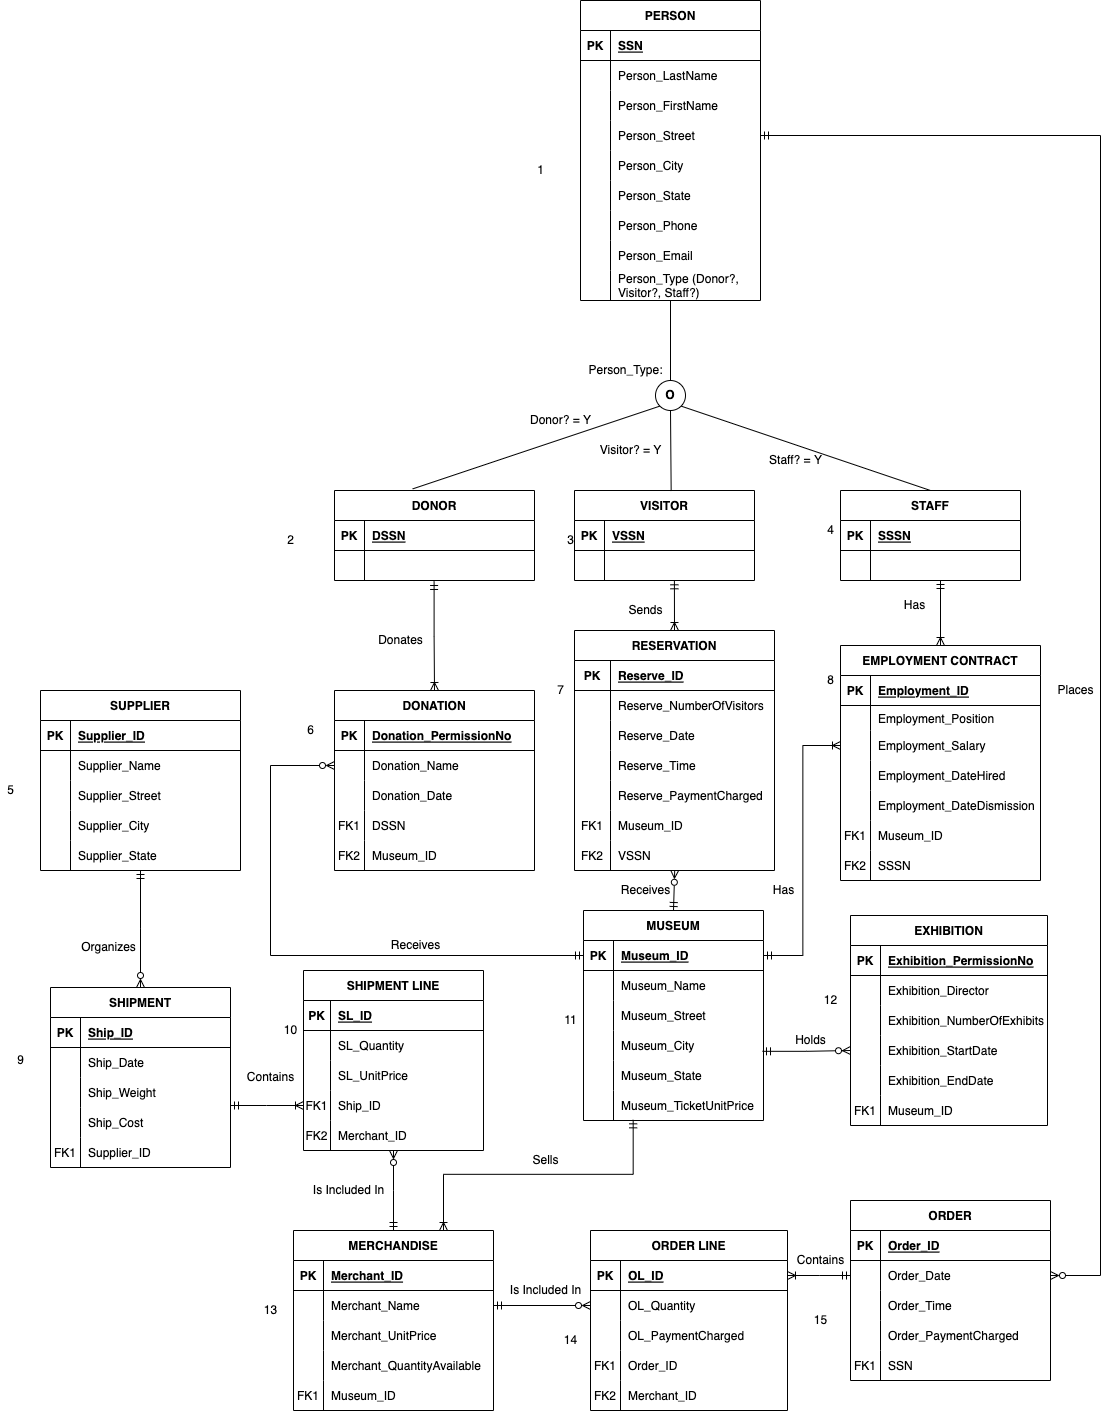 PERSON
PK SSN
Person_LastName
Person_FirstName
Person_Street
Person_City
Person_State
Person_Phone
Person_Email
Person_Type (Donor?,
Visitor?, Staff?)
1
Person_Type:
O
Donor? = Y
Visitor? = Y
Staff? = Y
DONOR
PK DSSN
2
VISITOR
PK VSSN
3
STAFF
PK SSSN
4
Donates
Sends
Has
Places
SUPPLIER
PK Supplier_ID
Supplier_Name
Supplier_Street
Supplier_City
Supplier_State
5
DONATION
PK Donation_PermissionNo
Donation_Name
Donation_Date
FK1 DSSN
FK2 Museum_ID
6
RESERVATION
PK Reserve_ID
Reserve_NumberOfVisitors
Reserve_Date
Reserve_Time
Reserve_PaymentCharged
FK1 Museum_ID
FK2 VSSN
7
EMPLOYMENT CONTRACT
PK Employment_ID
Employment_Position
Employment_Salary
Employment_DateHired
Employment_DateDismission
FK1 Museum_ID
FK2 SSSN
8
Organizes
Receives
Receives
Has
SHIPMENT
PK Ship_ID
Ship_Date
Ship_Weight
Ship_Cost
FK1 Supplier_ID
9
Contains
SHIPMENT LINE
PK SL_ID
SL_Quantity
SL_UnitPrice
FK1 Ship_ID
FK2 Merchant_ID
10
MUSEUM
PK Museum_ID
Museum_Name
Museum_Street
Museum_City
Museum_State
Museum_TicketUnitPrice
11
Holds
EXHIBITION
PK Exhibition_PermissionNo
Exhibition_Director
Exhibition_NumberOfExhibits
Exhibition_StartDate
Exhibition_EndDate
FK1 Museum_ID
12
Is Included In
Sells
MERCHANDISE
PK Merchant_ID
Merchant_Name
Merchant_UnitPrice
Merchant_QuantityAvailable
FK1 Museum_ID
13
Is Included In
ORDER LINE
PK OL_ID
OL_Quantity
OL_PaymentCharged
FK1 Order_ID
FK2 Merchant_ID
14
Contains
ORDER
PK Order_ID
Order_Date
Order_Time
Order_PaymentCharged
FK1 SSN
15